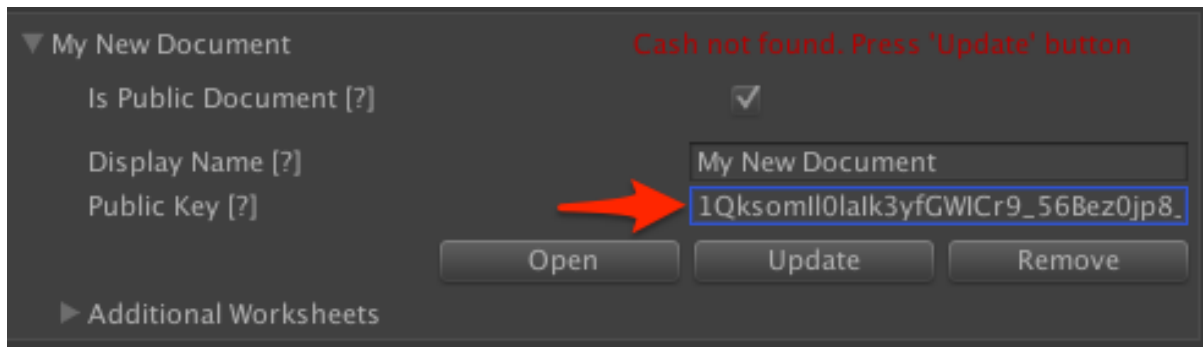 My New Document Cash not found. Press 'Update' button
Is Public Document [?]
Display Name [?] My New Document
Public Key [?] 1QksomIl0laIk3yfGWICr9_56Bez0jp8_
Open Update Remove
Additional Worksheets